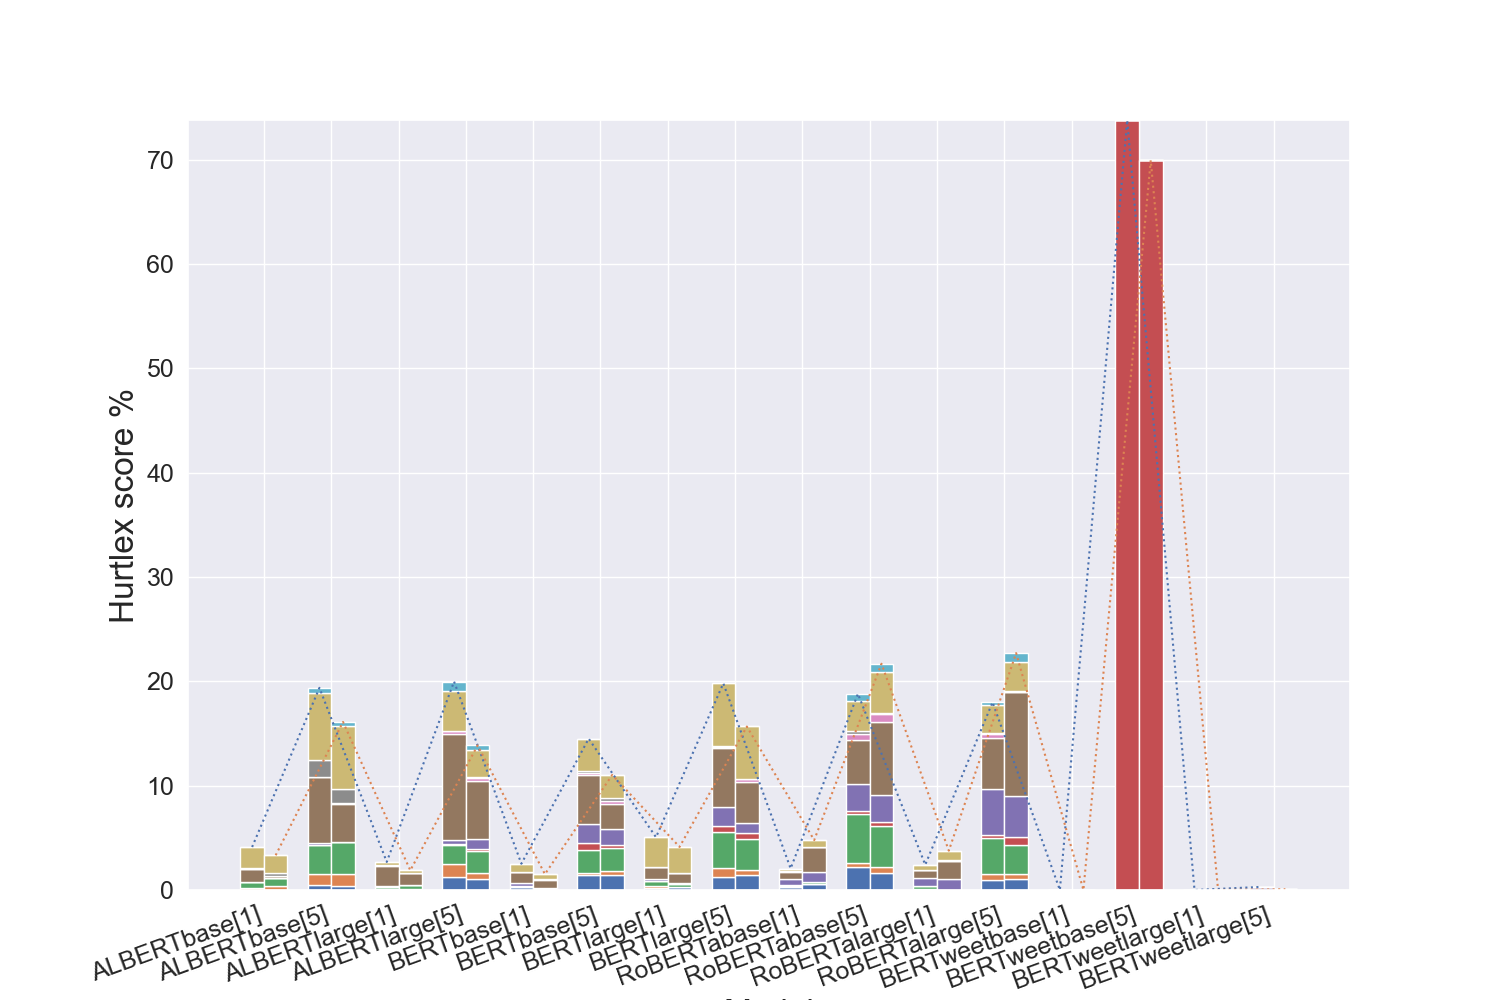 70
60
50
40
30
20
10
0
Hurtlex score %
ALBERTbase[1]
ALBERTbase[5]
ALBERTlarge[1]
ALBERTlarge[5]
BERTbase[1]
BERTbase[5]
BERTlarge[1]
BERTlarge[5]
RoBERTabase[1]
RoBERTabase[5]
RoBERTalarge[1]
RoBERTalarge[5]
BERTweetbase[1]
BERTweetbase[5]
BERTweetlarge[1]
BERTweetlarge[5]